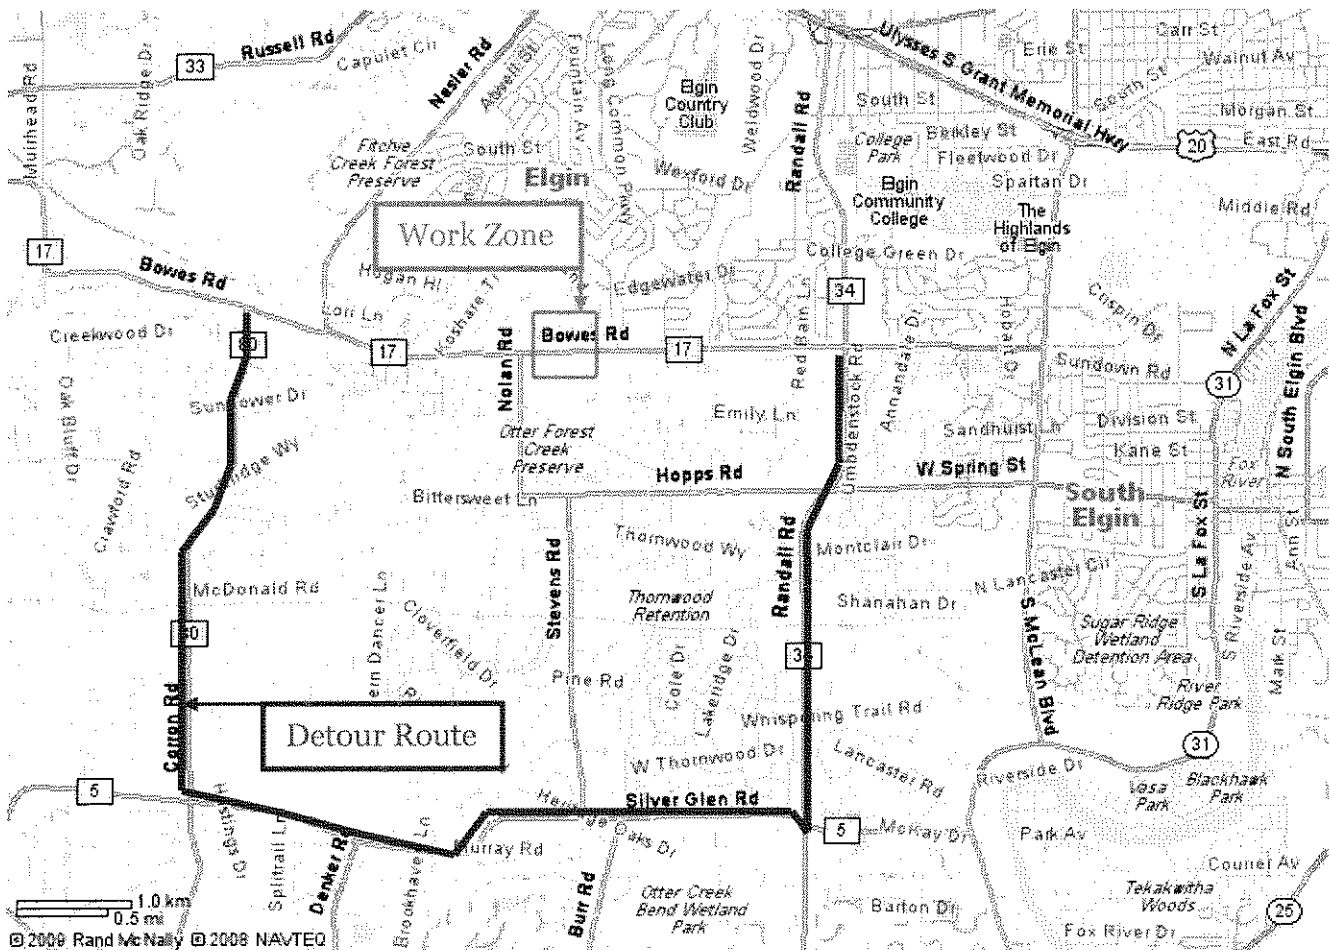 Russell Rd
33
Capulet Cir
Muirhead Rd
Oak Ridge Dr
Nesler Rd
Fountain Av
Long Common Pkwy
Elgin
Country
Club
Weldwood Dr
Randall Rd
Ulysses S Grant Memorial Hwy
Erie St
Carr St
Walnut Av
South St
South St
Morgan St
East Rd
20
College
Park
Berkley St
Fleetwood Dr
Spartan Dr
Fitchie
Creek Forest
Preserve
South St
Elgin
Wexford Dr
Elgin
Community
College
The
Highlands
of Elgin
Middle Rd
Work Zone
17
Bowes Rd
Hogan Hl
Edgewater Dr
College Green Dr
34
Red Barn Ln
Lori Ln
Koshare Tr
Creekwood Dr
17
Nolan Rd
Bowes Rd
17
Umbdenstock Rd
Annandale Dr
Hobart Dr
Crispin Dr
Sundown Rd
N La Fox St
N South Elgin Blvd
31
Oak Bluff Dr
Sunflower Dr
Emily Ln
Division St
Sandhurst Ln
Kane St
Otter Forest
Creek
Preserve
Hopps Rd
W Spring St
Fox
River
Crawford Rd
Bittersweet Ln
South
Elgin
Stevens Rd
Thornwood Wy
Randall Rd
Montclair Dr
N Lancaster Cir
S La Fox St
S Riverside Av
Ann St
McDonald Rd
Thornwood
Retention
Shanahan Dr
S McLean Blvd
Sugar Ridge
Wetland
Detention Area
Cloverfield Dr
Pine Rd
Cole Dr
Lakeridge Dr
Mark St
River
Ridge Park
Whispering Trail Rd
Corron Rd
Detour Route
W Thornwood Dr
Lancaster Rd
Riverside Dr
31
Vasa
Park
Blackhawk
Park
5
Hastings Dr
Silver Glen Rd
5
McKay Dr
Park Av
Splitrail Ln
Denker R
Brookhaven Ln
Murray Rd
Burr Rd
Courier Av
Otter Creek
Bend Wetland
Park
Barton Dr
Tekakwitha
Woods
25
Fox River Dr
1.0 km
0.5 mi
© 2009 Rand McNally © 2008 NAVTEQ